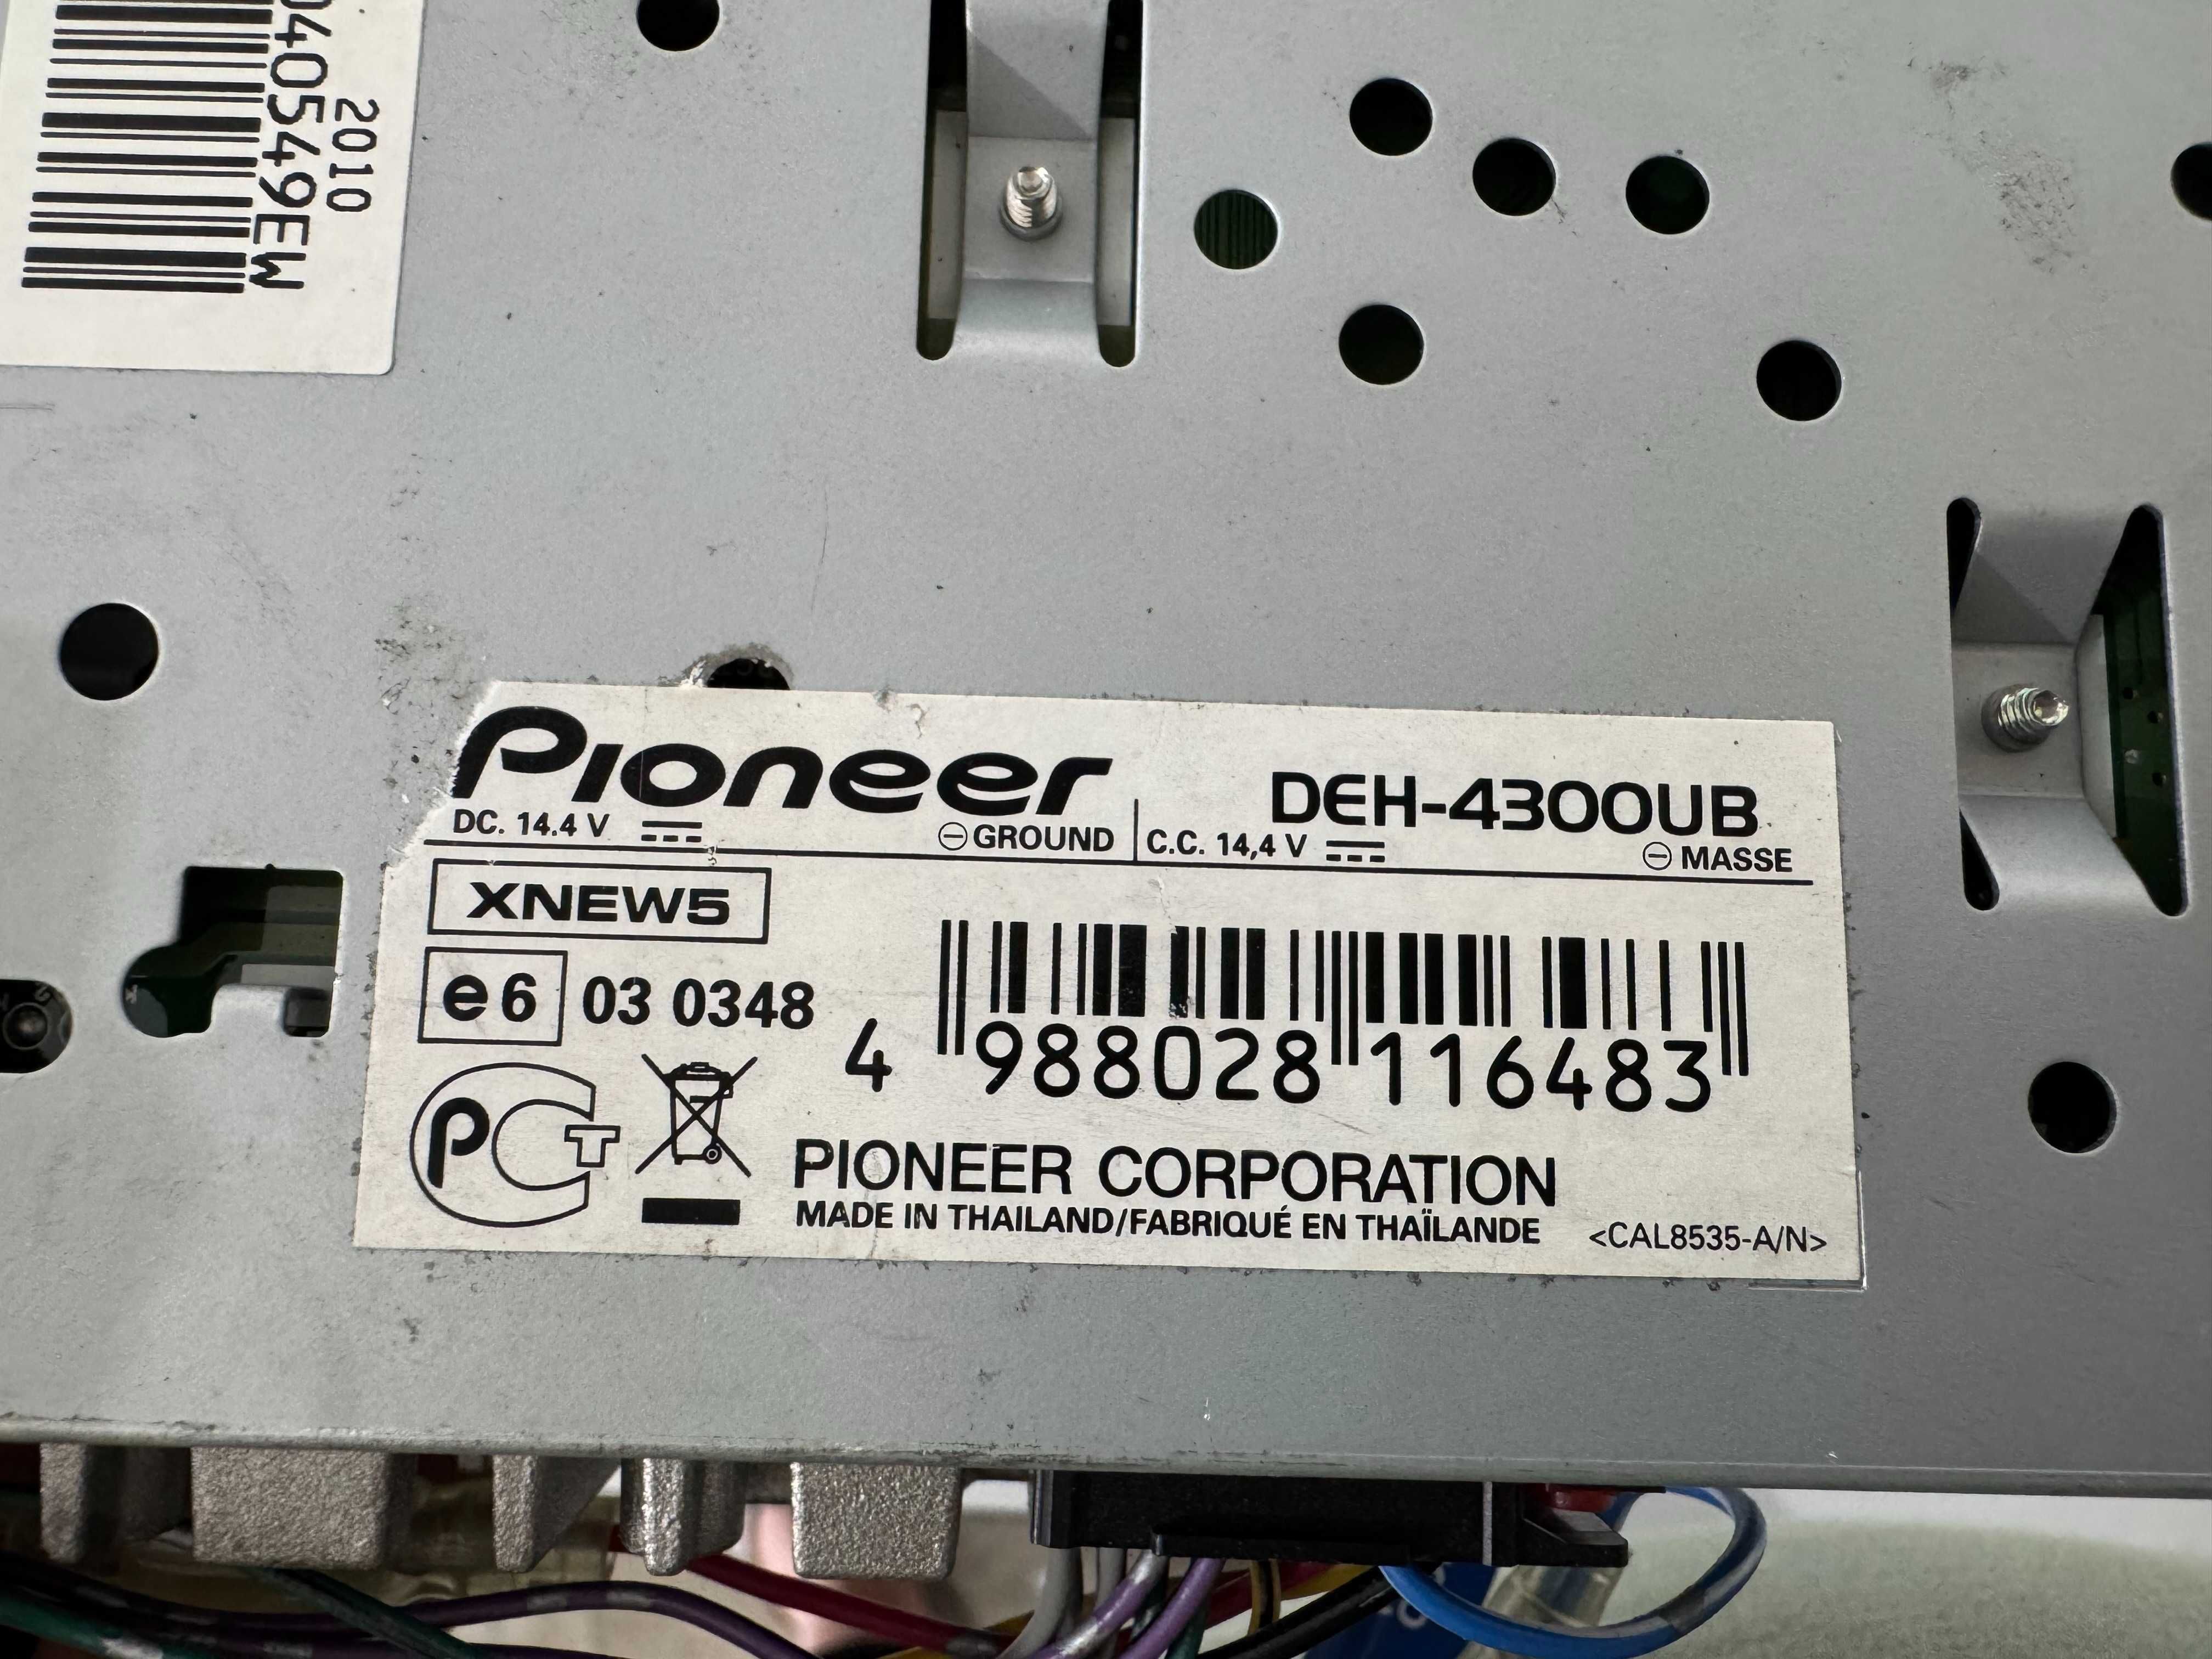 2010
0405549EW
Pioneer
DEH-4300UB
DC. 14.4 V
⊖ GROUND
C.C. 14,4 V
⊖ MASSE
XNEW5
e6 03 0348
4 988028 116483
PCT
PIONEER CORPORATION
MADE IN THAILAND/FABRIQUÉ EN THAÏLANDE
<CAL8535-A/N>